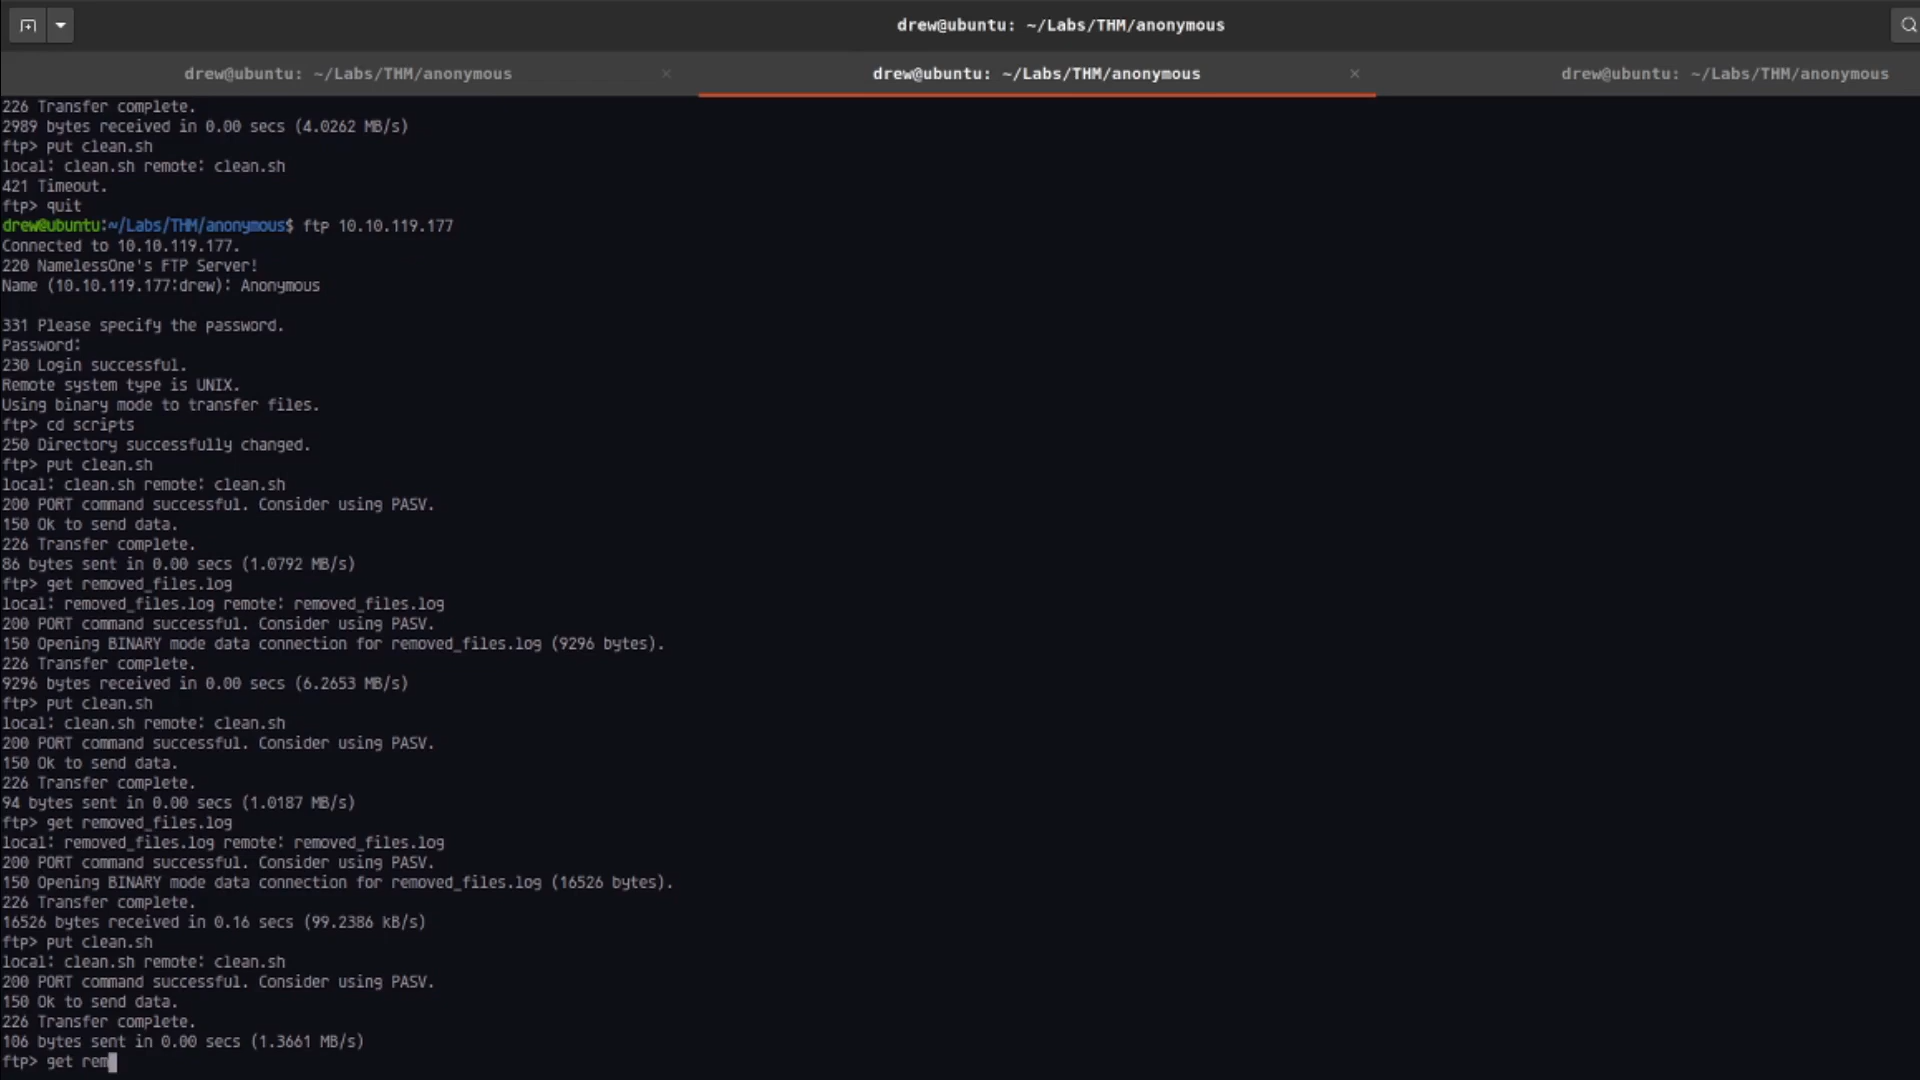 drew@ubuntu: ~/Labs/THM/anonymous
drew@ubuntu: ~/Labs/THM/anonymous × drew@ubuntu: ~/Labs/THM/anonymous × drew@ubuntu: ~/Labs/THM/anonymous
226 Transfer complete.
2989 bytes received in 0.00 secs (4.0262 MB/s)
ftp> put clean.sh
local: clean.sh remote: clean.sh
421 Timeout.
ftp> quit
drew@ubuntu:~/Labs/THM/anonymous$ ftp 10.10.119.177
Connected to 10.10.119.177.
220 NamelessOne's FTP Server!
Name (10.10.119.177:drew): Anonymous
331 Please specify the password.
Password:
230 Login successful.
Remote system type is UNIX.
Using binary mode to transfer files.
ftp> cd scripts
250 Directory successfully changed.
ftp> put clean.sh
local: clean.sh remote: clean.sh
200 PORT command successful. Consider using PASV.
150 Ok to send data.
226 Transfer complete.
86 bytes sent in 0.00 secs (1.0792 MB/s)
ftp> get removed_files.log
local: removed_files.log remote: removed_files.log
200 PORT command successful. Consider using PASV.
150 Opening BINARY mode data connection for removed_files.log (9296 bytes).
226 Transfer complete.
9296 bytes received in 0.00 secs (6.2653 MB/s)
ftp> put clean.sh
local: clean.sh remote: clean.sh
200 PORT command successful. Consider using PASV.
150 Ok to send data.
226 Transfer complete.
94 bytes sent in 0.00 secs (1.0187 MB/s)
ftp> get removed_files.log
local: removed_files.log remote: removed_files.log
200 PORT command successful. Consider using PASV.
150 Opening BINARY mode data connection for removed_files.log (16526 bytes).
226 Transfer complete.
16526 bytes received in 0.16 secs (99.2386 kB/s)
ftp> put clean.sh
local: clean.sh remote: clean.sh
200 PORT command successful. Consider using PASV.
150 Ok to send data.
226 Transfer complete.
106 bytes sent in 0.00 secs (1.3661 MB/s)
ftp> get rem